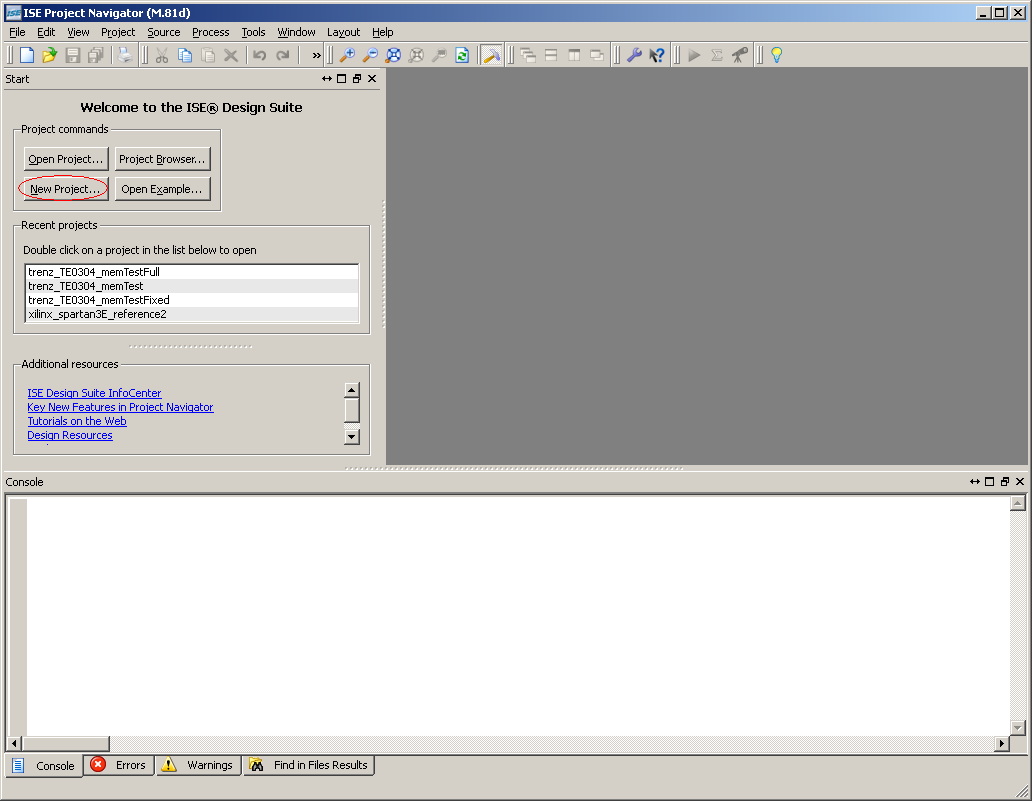 ISE ISE Project Navigator (M.81d)
File Edit View Project Source Process Tools Window Layout Help
Start
Welcome to the ISE® Design Suite
Project commands
Open Project... Project Browser...
New Project... Open Example...
Recent projects
Double click on a project in the list below to open
trenz_TE0304_memTestFull
trenz_TE0304_memTest
trenz_TE0304_memTestFixed
xilinx_spartan3E_reference2
Additional resources
ISE Design Suite InfoCenter
Key New Features in Project Navigator
Tutorials on the Web
Design Resources
Console
Console Errors Warnings Find in Files Results